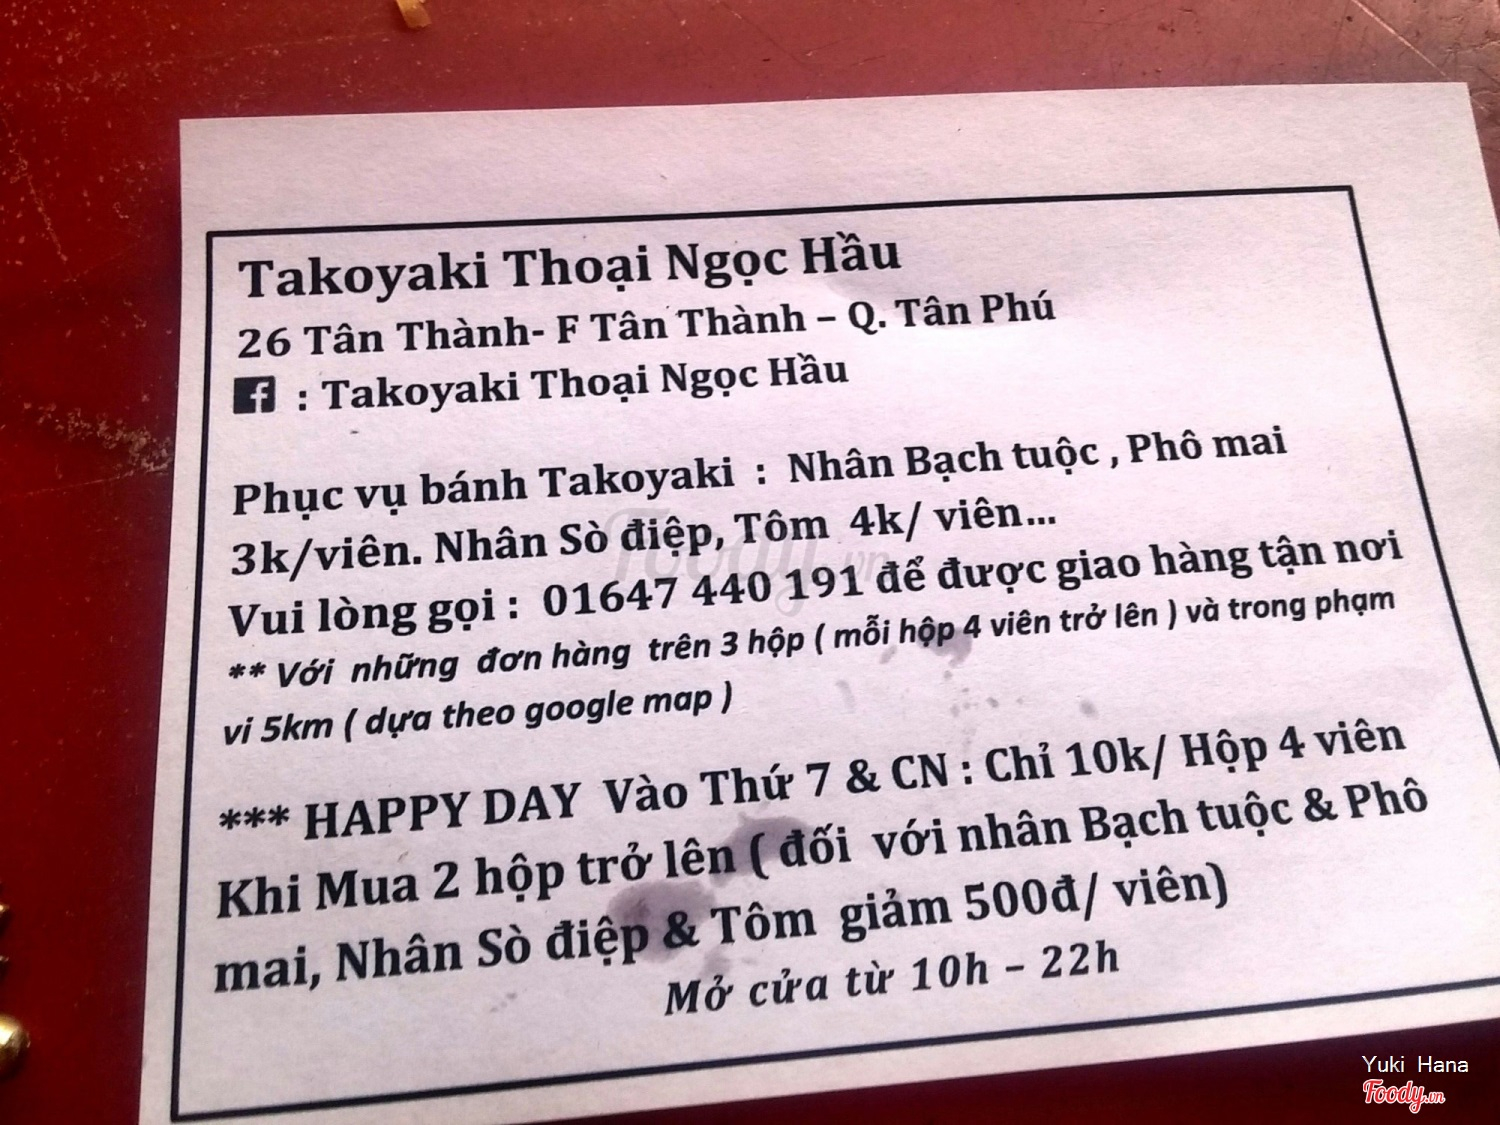 Takoyaki Thoại Ngọc Hầu
26 Tân Thành- F Tân Thành – Q. Tân Phú
: Takoyaki Thoại Ngọc Hầu
Phục vụ bánh Takoyaki : Nhân Bạch tuộc , Phô mai
3k/viên. Nhân Sò điệp, Tôm 4k/ viên...
Vui lòng gọi : 01647 440 191 để được giao hàng tận nơi
** Với những đơn hàng trên 3 hộp ( mỗi hộp 4 viên trở lên ) và trong phạm
vi 5km ( dựa theo google map )
*** HAPPY DAY Vào Thứ 7 & CN : Chỉ 10k/ Hộp 4 viên
Khi Mua 2 hộp trở lên ( đối với nhân Bạch tuộc & Phô
mai, Nhân Sò điệp & Tôm giảm 500đ/ viên)
Mở cửa từ 10h – 22h
Foody.vn
Yuki Hana
Foody.vn